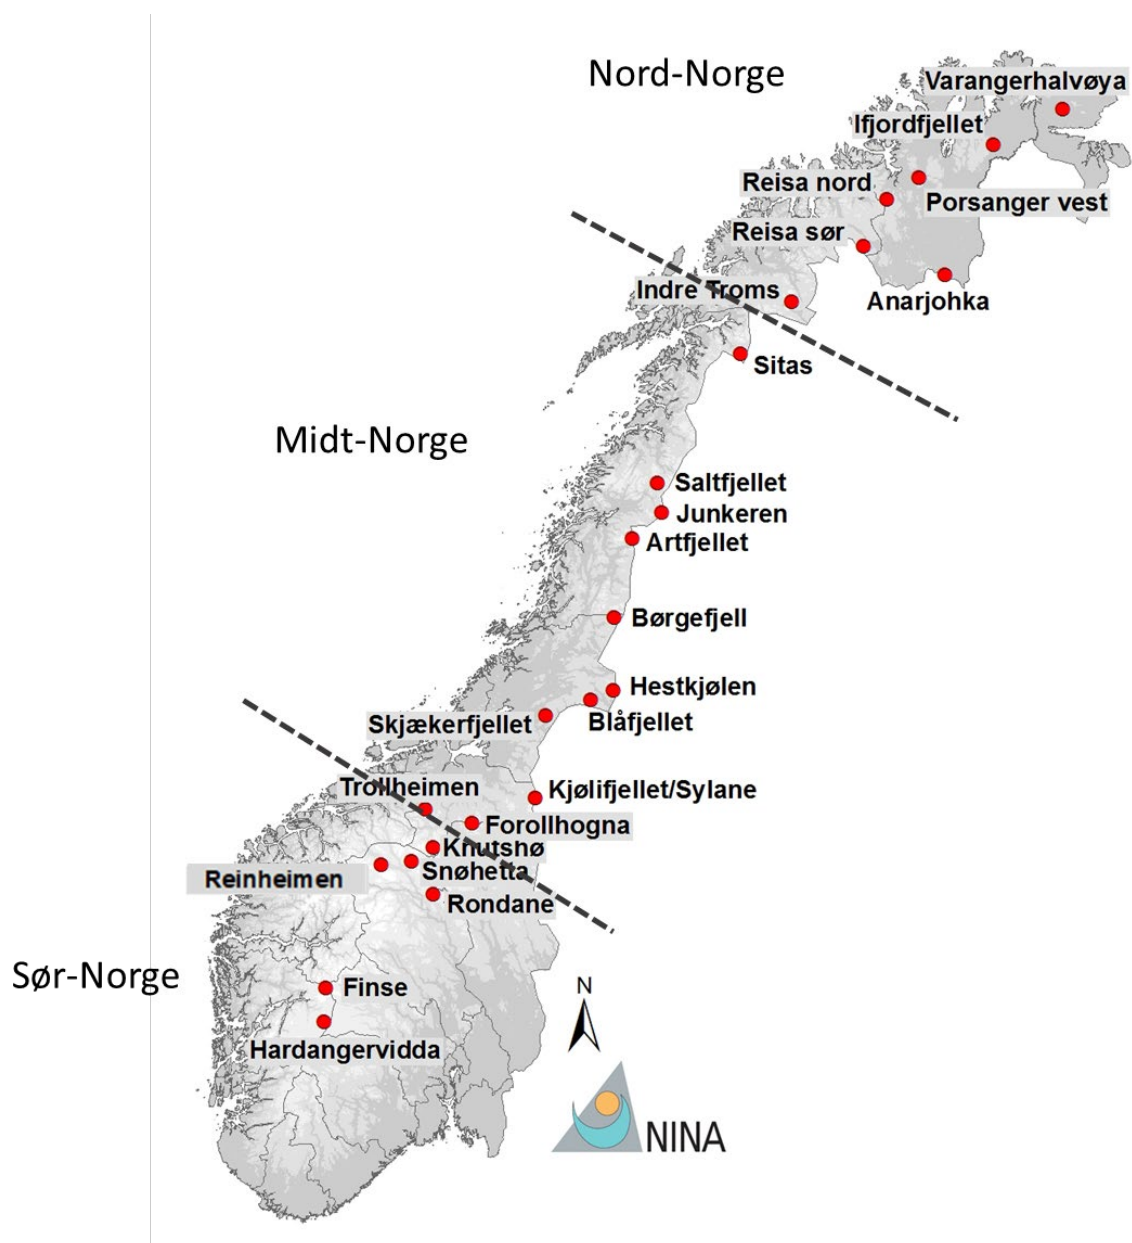 Nord-Norge
Varangerhalvøya
Ifjordfjellet
Reisa nord
Porsanger vest
Reisa sør
Indre Troms
Anarjohka
Sitas
Midt-Norge
Saltfjellet
Junkeren
Artfjellet
Børgefjell
Hestkjølen
Skjækerfjellet
Blåfjellet
Trollheimen
Kjølifjellet/Sylane
Forollhogna
Knutshø
Snøhetta
Reinheimen
Rondane
Sør-Norge
Finse
N
Hardangervidda
NINA